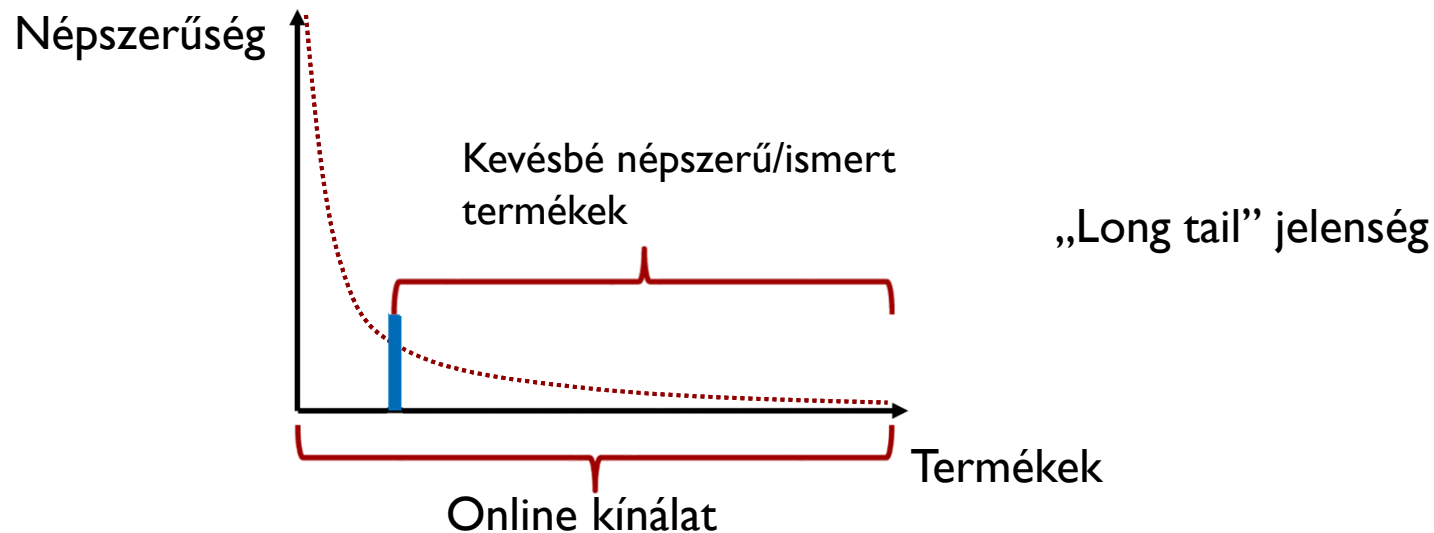 Népszerűség
Kevésbé népszerű/ismert
termékek
„Long tail” jelenség
Termékek
Online kínálat